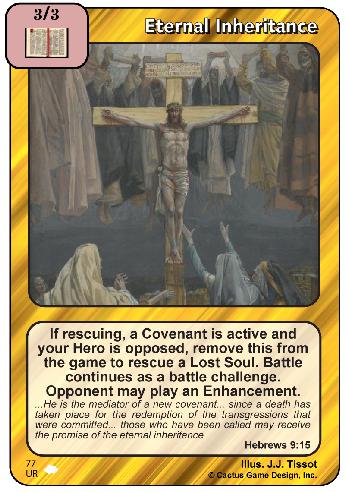 3/3
Eternal Inheritance
If rescuing, a Covenant is active and
your Hero is opposed, remove this from
the game to rescue a Lost Soul. Battle
continues as a battle challenge.
Opponent may play an Enhancement.
...He is the mediator of a new covenant... since a death has
taken place for the redemption of the transgressions that
were committed... those who have been called may receive
the promise of the eternal inheritence
Hebrews 9:15
77
UR
Illus. J.J. Tissot
© Cactus Game Design, Inc.